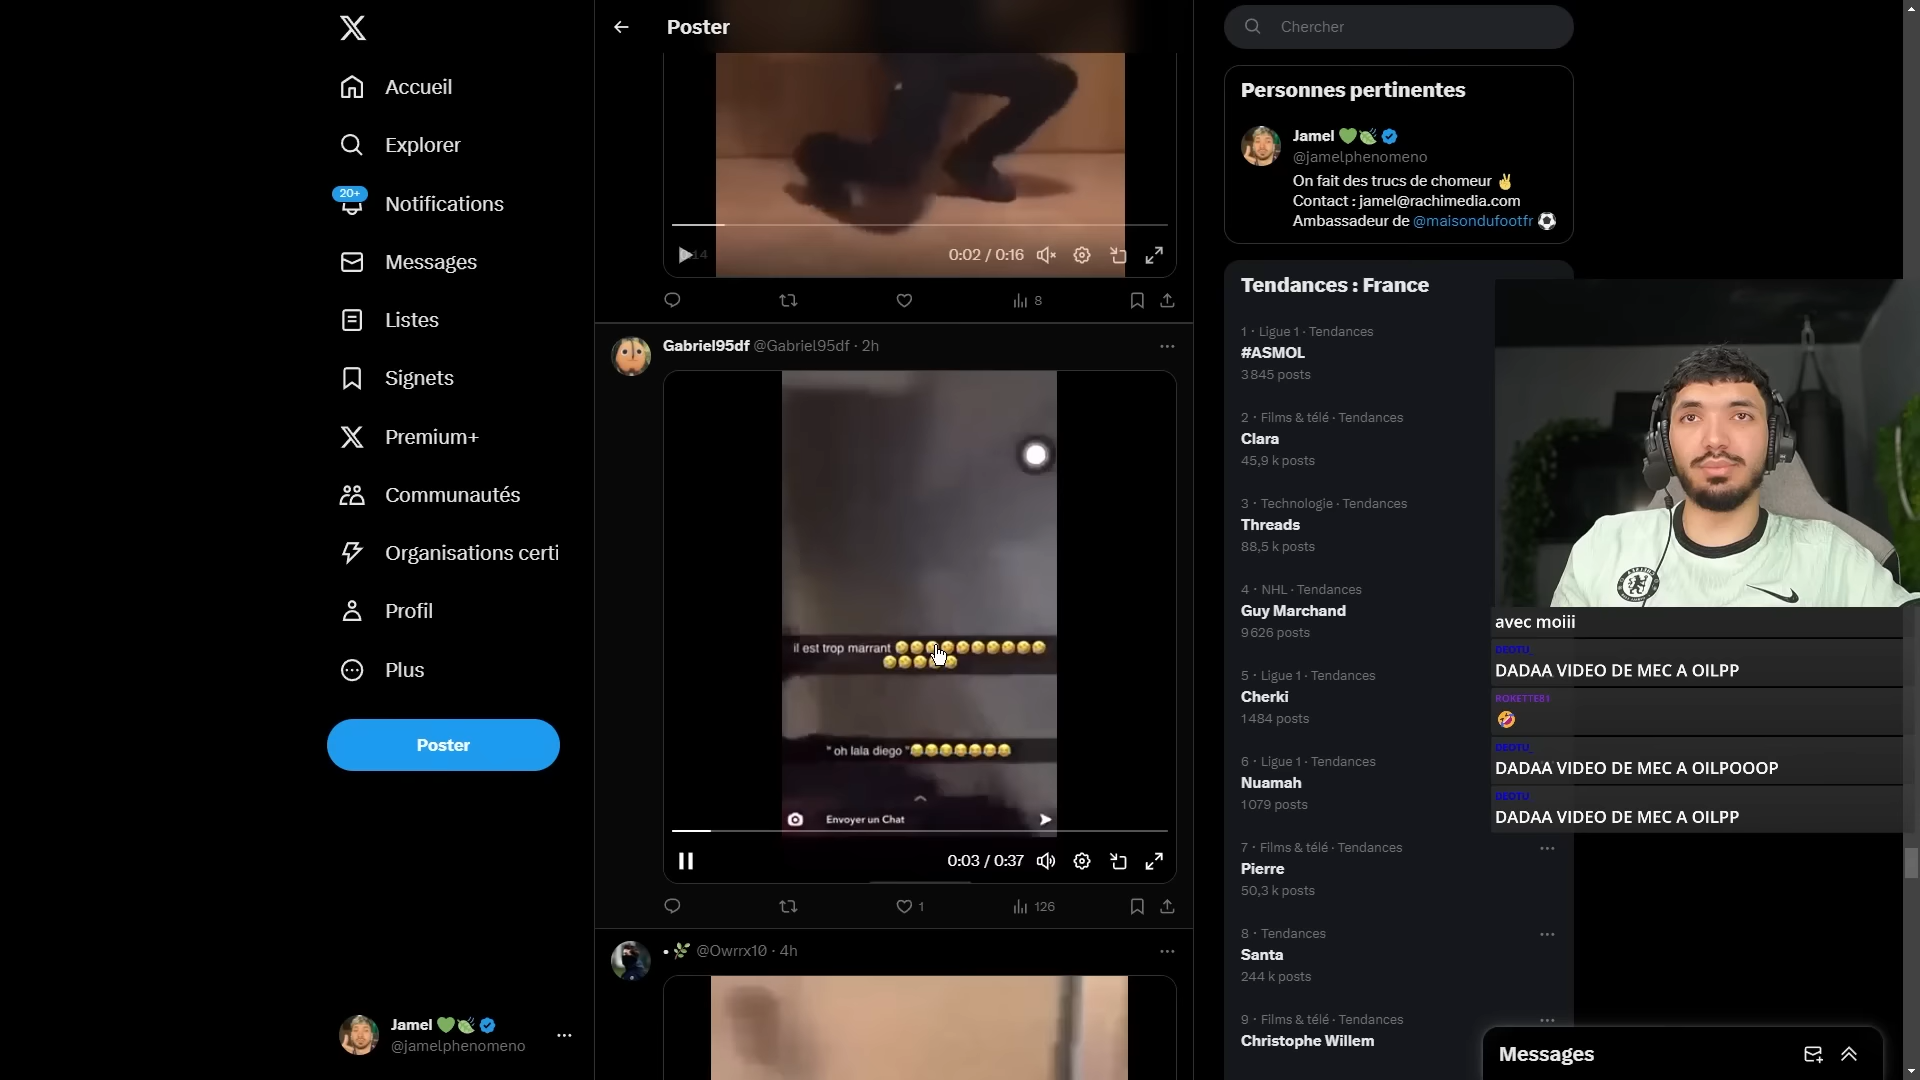 Accueil
Explorer
20+
Notifications
Messages
Listes
Signets
Premium+
Communautés
Organisations certi
Profil
Plus
Poster
Jamel 💚🍃
@jamelphenomeno
Poster
0:02 / 0:16
8
Gabriel95df @Gabriel95df · 2h
il est trop marrant 🤣🤣🤣🤣🤣🤣🤣🤣🤣🤣
🤣🤣🤣🤣🤣
" oh lala diego "😂😂😂😂😂😂😂
Envoyer un Chat
0:03 / 0:37
1
126
•🌿 @Owrrx10 · 4h
Chercher
Personnes pertinentes
Jamel 💚🍃
@jamelphenomeno
On fait des trucs de chomeur ✌
Contact : jamel@rachimedia.com
Ambassadeur de @maisondufootfr ⚽
Tendances : France
1 · Ligue 1 · Tendances
#ASMOL
3 845 posts
2 · Films & télé · Tendances
Clara
45,9 k posts
3 · Technologie · Tendances
Threads
88,5 k posts
4 · NHL · Tendances
Guy Marchand
9 626 posts
5 · Ligue 1 · Tendances
Cherki
1 484 posts
6 · Ligue 1 · Tendances
Nuamah
1 079 posts
7 · Films & télé · Tendances
Pierre
50,3 k posts
8 · Tendances
Santa
244 k posts
9 · Films & télé · Tendances
Christophe Willem
avec moiii
DEOTU_
DADAA VIDEO DE MEC A OILPP
ROKETTE81
🤣
DEOTU_
DADAA VIDEO DE MEC A OILPOOOP
DEOTU_
DADAA VIDEO DE MEC A OILPP
Messages